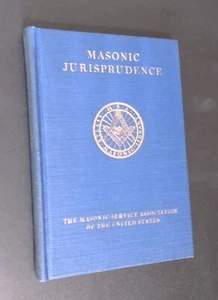 MASONIC
JURISPRUDENCE
M·S·A
THE MASONIC SERVICE ASSOCIATION
OF THE UNITED STATES